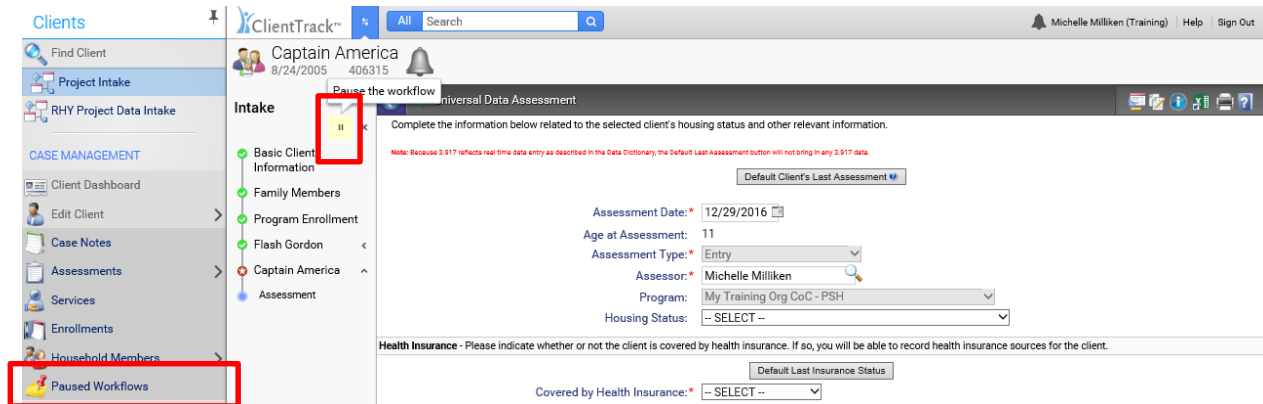 Clients
Find Client
Project Intake
RHY Project Data Intake
CASE MANAGEMENT
Client Dashboard
Edit Client
Case Notes
Assessments
Services
Enrollments
Household Members
Paused Workflows
ClientTrack™
All Search
Michelle Milliken (Training) Help Sign Out
Captain America
8/24/2005 406315
Pause the workflow
Intake
Basic Client
Information
Family Members
Program Enrollment
Flash Gordon
Captain America
Assessment
Universal Data Assessment
Complete the information below related to the selected client's housing status and other relevant information.
Note: Because 3.917 reflects real time data entry as described in the Data Dictionary, the Default Last Assessment button will not bring in any 3.917 data.
Default Client's Last Assessment
Assessment Date:* 12/29/2016
Age at Assessment: 11
Assessment Type:* Entry
Assessor:* Michelle Milliken
Program: My Training Org CoC - PSH
Housing Status: -- SELECT --
Health Insurance - Please indicate whether or not the client is covered by health insurance. If so, you will be able to record health insurance sources for the client.
Default Last Insurance Status
Covered by Health Insurance:* -- SELECT --